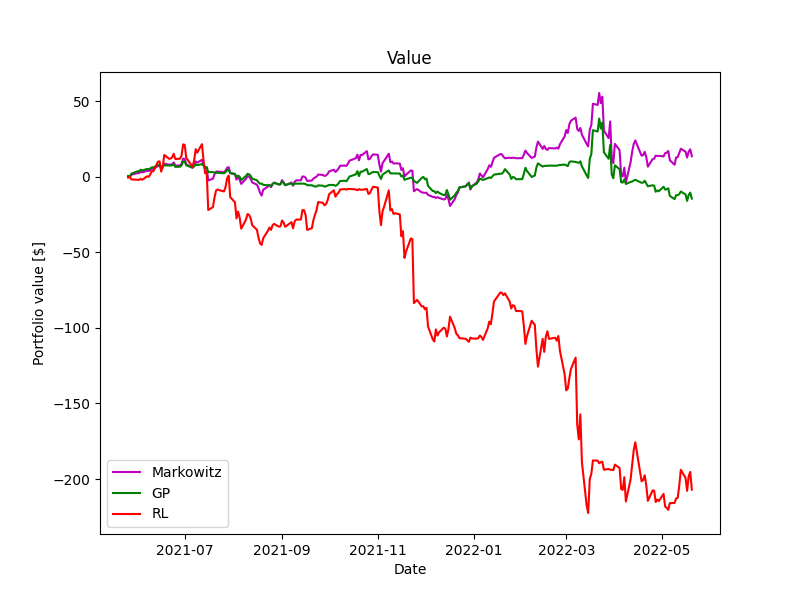 Value
Portfolio value [$]
50
0
−50
−100
−150
−200
Markowitz
GP
RL
2021-07
2021-09
2021-11
2022-01
2022-03
2022-05
Date